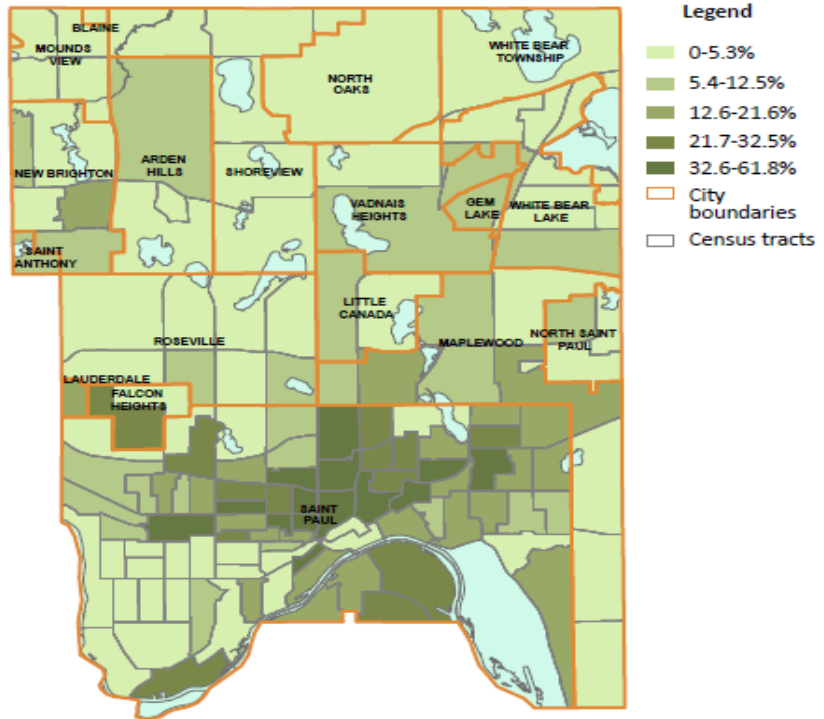 Legend
0-5.3%
5.4-12.5%
12.6-21.6%
21.7-32.5%
32.6-61.8%
City
boundaries
Census tracts
BLAINE
MOUNDS
VIEW
WHITE BEAR
TOWNSHIP
NORTH
OAKS
NEW BRIGHTON
ARDEN
HILLS
SHOREVIEW
VADNAIS
HEIGHTS
GEM
LAKE
WHITE BEAR
LAKE
SAINT
ANTHONY
LITTLE
CANADA
ROSEVILLE
MAPLEWOOD
NORTH SAINT
PAUL
LAUDERDALE
FALCON
HEIGHTS
SAINT
PAUL